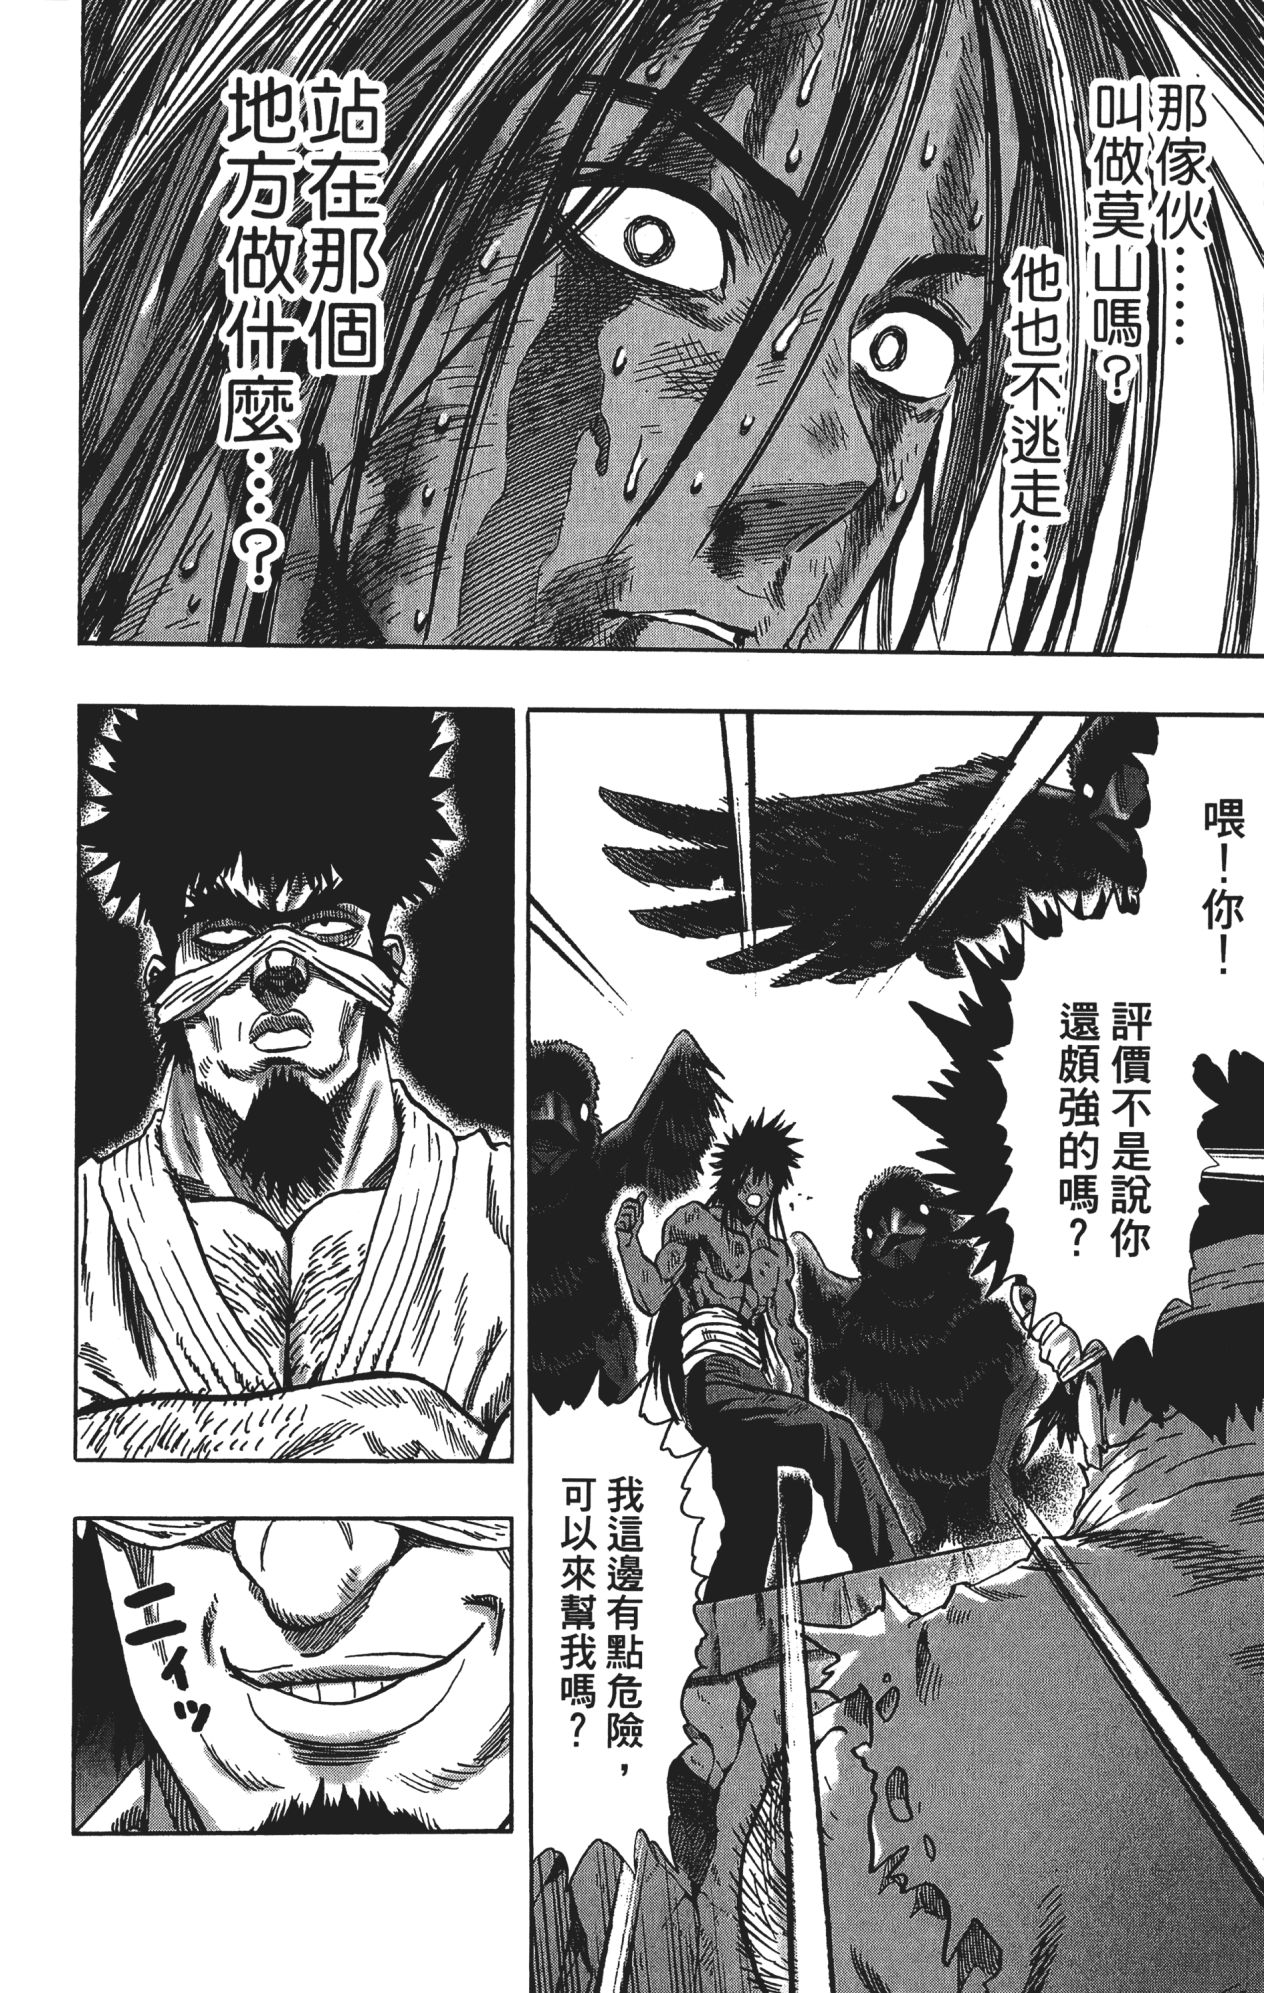 那傢伙……
叫做莫山嗎？
他也不逃走…
站在那個
地方做什麼……？
喂！你！
評價不是說你
還頗強的嗎？
我這邊有點危險，
可以來幫我嗎？
ニイッ